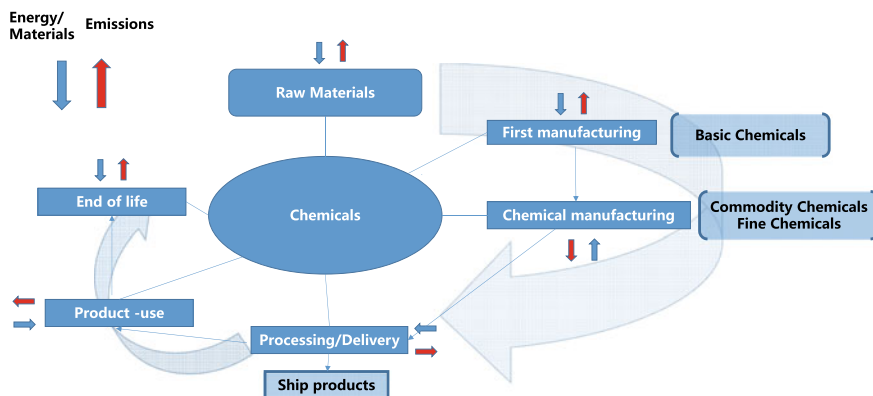 Energy/
Materials
Emissions
Raw Materials
First manufacturing
Basic Chemicals
End of life
Chemicals
Chemical manufacturing
Commodity Chemicals
Fine Chemicals
Product -use
Processing/Delivery
Ship products